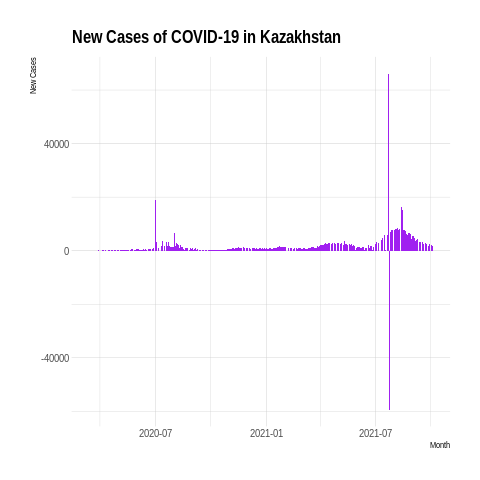 New Cases of COVID-19 in Kazakhstan
New Cases
40000
0
-40000
2020-07
2021-01
2021-07
Month